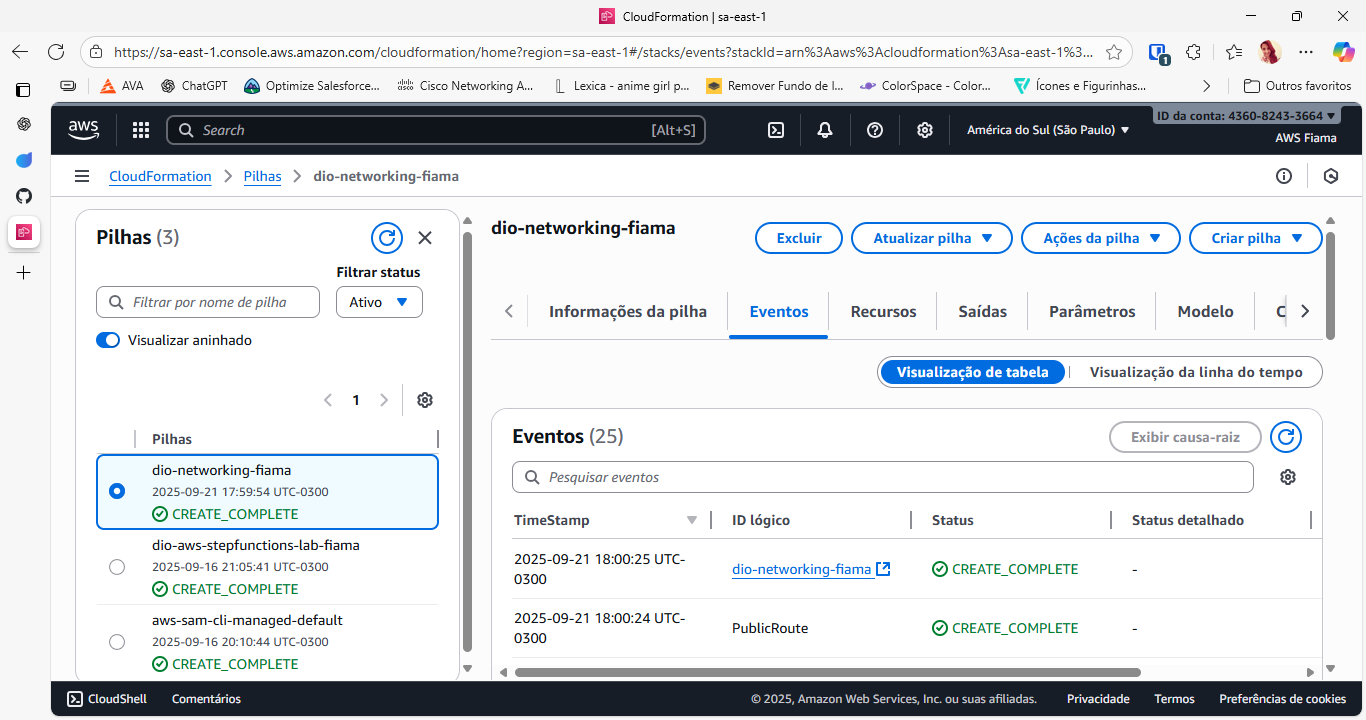 CloudFormation | sa-east-1
https://sa-east-1.console.aws.amazon.com/cloudformation/home?region=sa-east-1#/stacks/events?stackId=arn%3Aaws%3Acloudformation%3Asa-east-1%3...
1
AVA
ChatGPT
Optimize Salesforce...
Cisco Networking A...
Lexica - anime girl p...
Remover Fundo de I...
ColorSpace - Color...
Ícones e Figurinhas...
Outros favoritos
aws
Search
[Alt+S]
América do Sul (São Paulo)
ID da conta: 4360-8243-3664
AWS Fiama
CloudFormation
Pilhas
dio-networking-fiama
Pilhas (3)
Filtrar status
Filtrar por nome de pilha
Ativo
Visualizar aninhado
1
Pilhas
dio-networking-fiama
2025-09-21 17:59:54 UTC-0300
CREATE_COMPLETE
dio-aws-stepfunctions-lab-fiama
2025-09-16 21:05:41 UTC-0300
CREATE_COMPLETE
aws-sam-cli-managed-default
2025-09-16 20:10:44 UTC-0300
CREATE_COMPLETE
dio-networking-fiama
Excluir
Atualizar pilha
Ações da pilha
Criar pilha
Informações da pilha
Eventos
Recursos
Saídas
Parâmetros
Modelo
Visualização de tabela
Visualização da linha do tempo
Eventos (25)
Exibir causa-raiz
Pesquisar eventos
TimeStamp
ID lógico
Status
Status detalhado
2025-09-21 18:00:25 UTC-
0300
dio-networking-fiama
CREATE_COMPLETE
-
2025-09-21 18:00:24 UTC-
0300
PublicRoute
CREATE_COMPLETE
-
CloudShell
Comentários
© 2025, Amazon Web Services, Inc. ou suas afiliadas.
Privacidade
Termos
Preferências de cookies